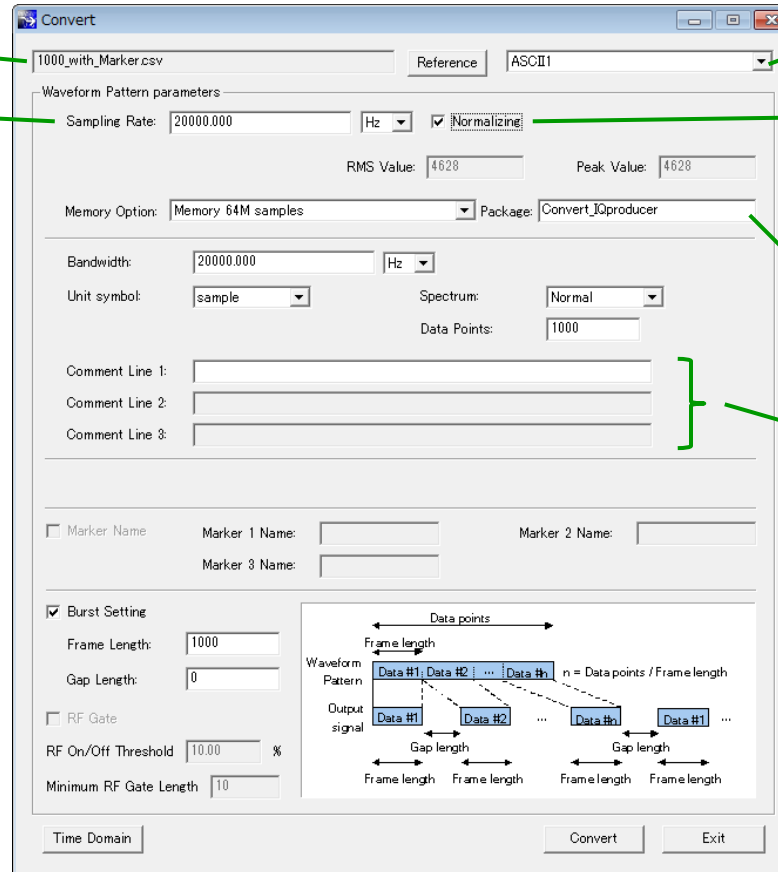 Convert
1000_with_Marker.csv Reference ASCII1
Waveform Pattern parameters
Sampling Rate: 20000.000 Hz Normalizing
RMS Value: 4628 Peak Value: 4628
Memory Option: Memory 64M samples Package: Convert_IQproducer
Bandwidth: 20000.000 Hz
Unit symbol: sample Spectrum: Normal
Data Points: 1000
Comment Line 1:
Comment Line 2:
Comment Line 3:
Marker Name Marker 1 Name: Marker 2 Name:
Marker 3 Name:
Burst Setting
Frame Length: 1000
Gap Length: 0
RF Gate
RF On/Off Threshold 10.00 %
Minimum RF Gate Length 10
Data points
Frame length
Waveform Pattern Data #1 Data #2 ... Data #n n = Data points / Frame length
Output signal Data #1 Data #2 ... Data #n Data #1 ...
Gap length Gap length
Frame length Frame length Frame length Frame length
Time Domain Convert Exit